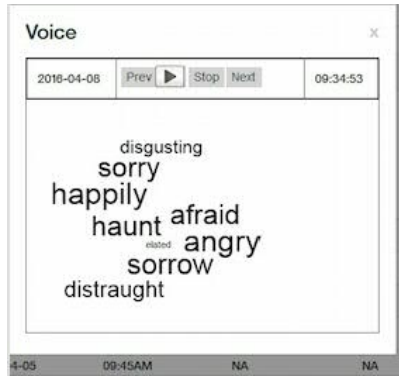 Voice x
2016-04-08 Prev Stop Next 09:34:53
disgusting
sorry
happily
haunt afraid
elated angry
sorrow
distraught
4-05 09:45AM NA NA